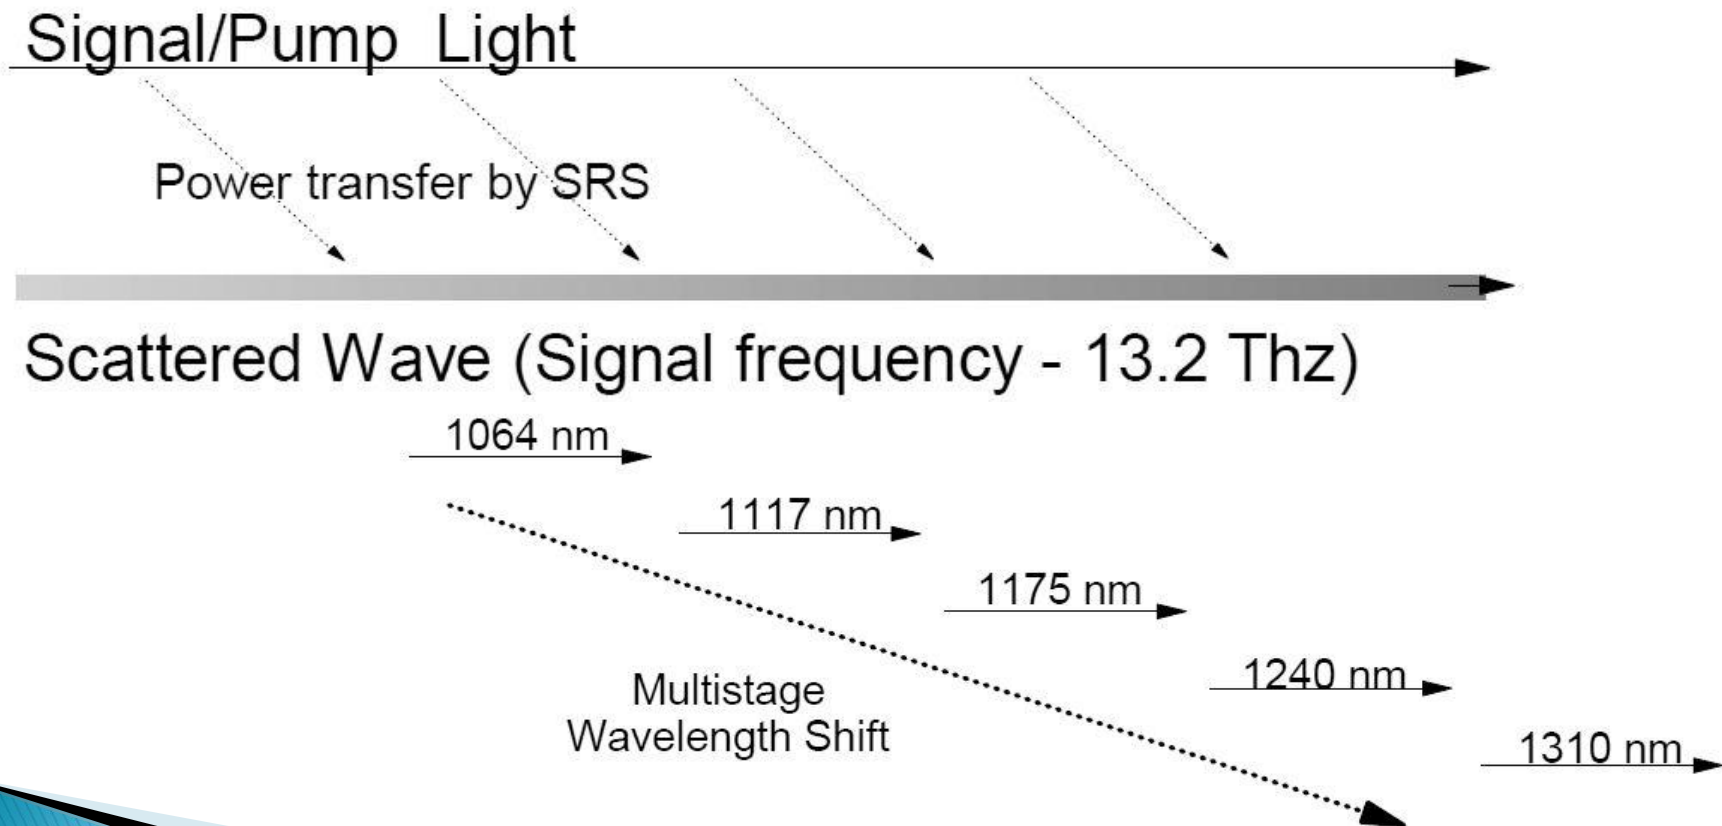 Signal/Pump Light
Power transfer by SRS
Scattered Wave (Signal frequency - 13.2 Thz)
1064 nm
1117 nm
1175 nm
1240 nm
1310 nm
Multistage
Wavelength Shift